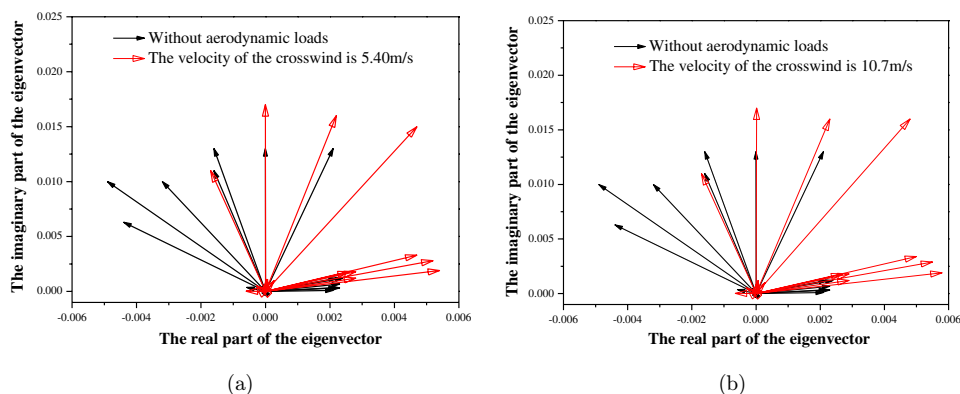 0.025
0.020
0.015
0.010
0.005
0.000
The imaginary part of the eigenvector
Without aerodynamic loads
The velocity of the crosswind is 5.40m/s
-0.006 -0.004 -0.002 0.000 0.002 0.004 0.006
The real part of the eigenvector
(a)
0.025
0.020
0.015
0.010
0.005
0.000
The imaginary part of the eigenvector
Without aerodynamic loads
The velocity of the crosswind is 10.7m/s
-0.006 -0.004 -0.002 0.000 0.002 0.004 0.006
The real part of the eigenvector
(b)